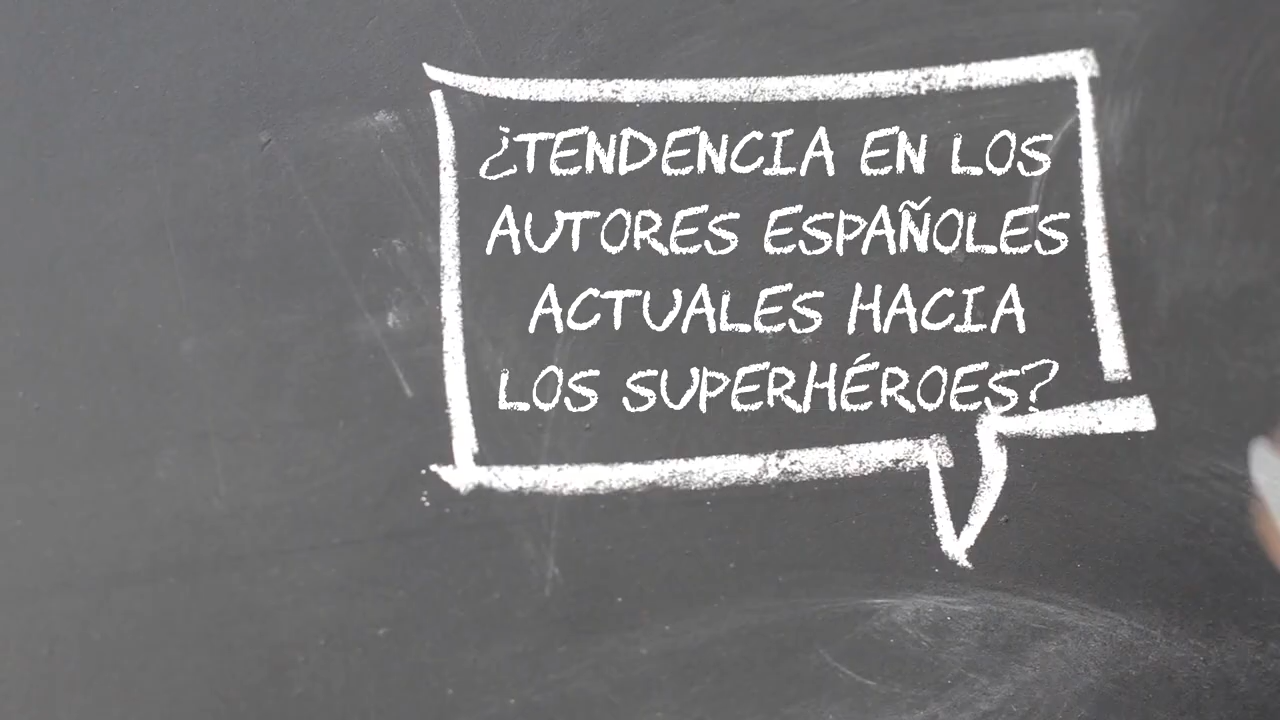 ¿TENDENCIA EN LOS
AUTORES ESPAÑOLES
ACTUALES HACIA
LOS SUPERHÉROES?